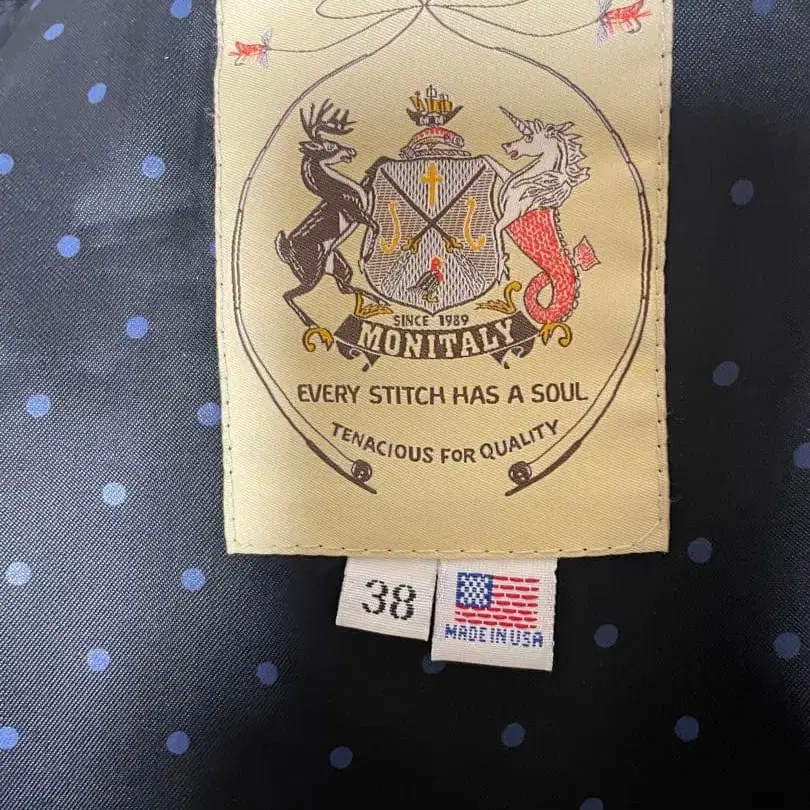 SINCE 1989
MONITALY
EVERY STITCH HAS A SOUL
TENACIOUS FOR QUALITY
38
MADE IN USA